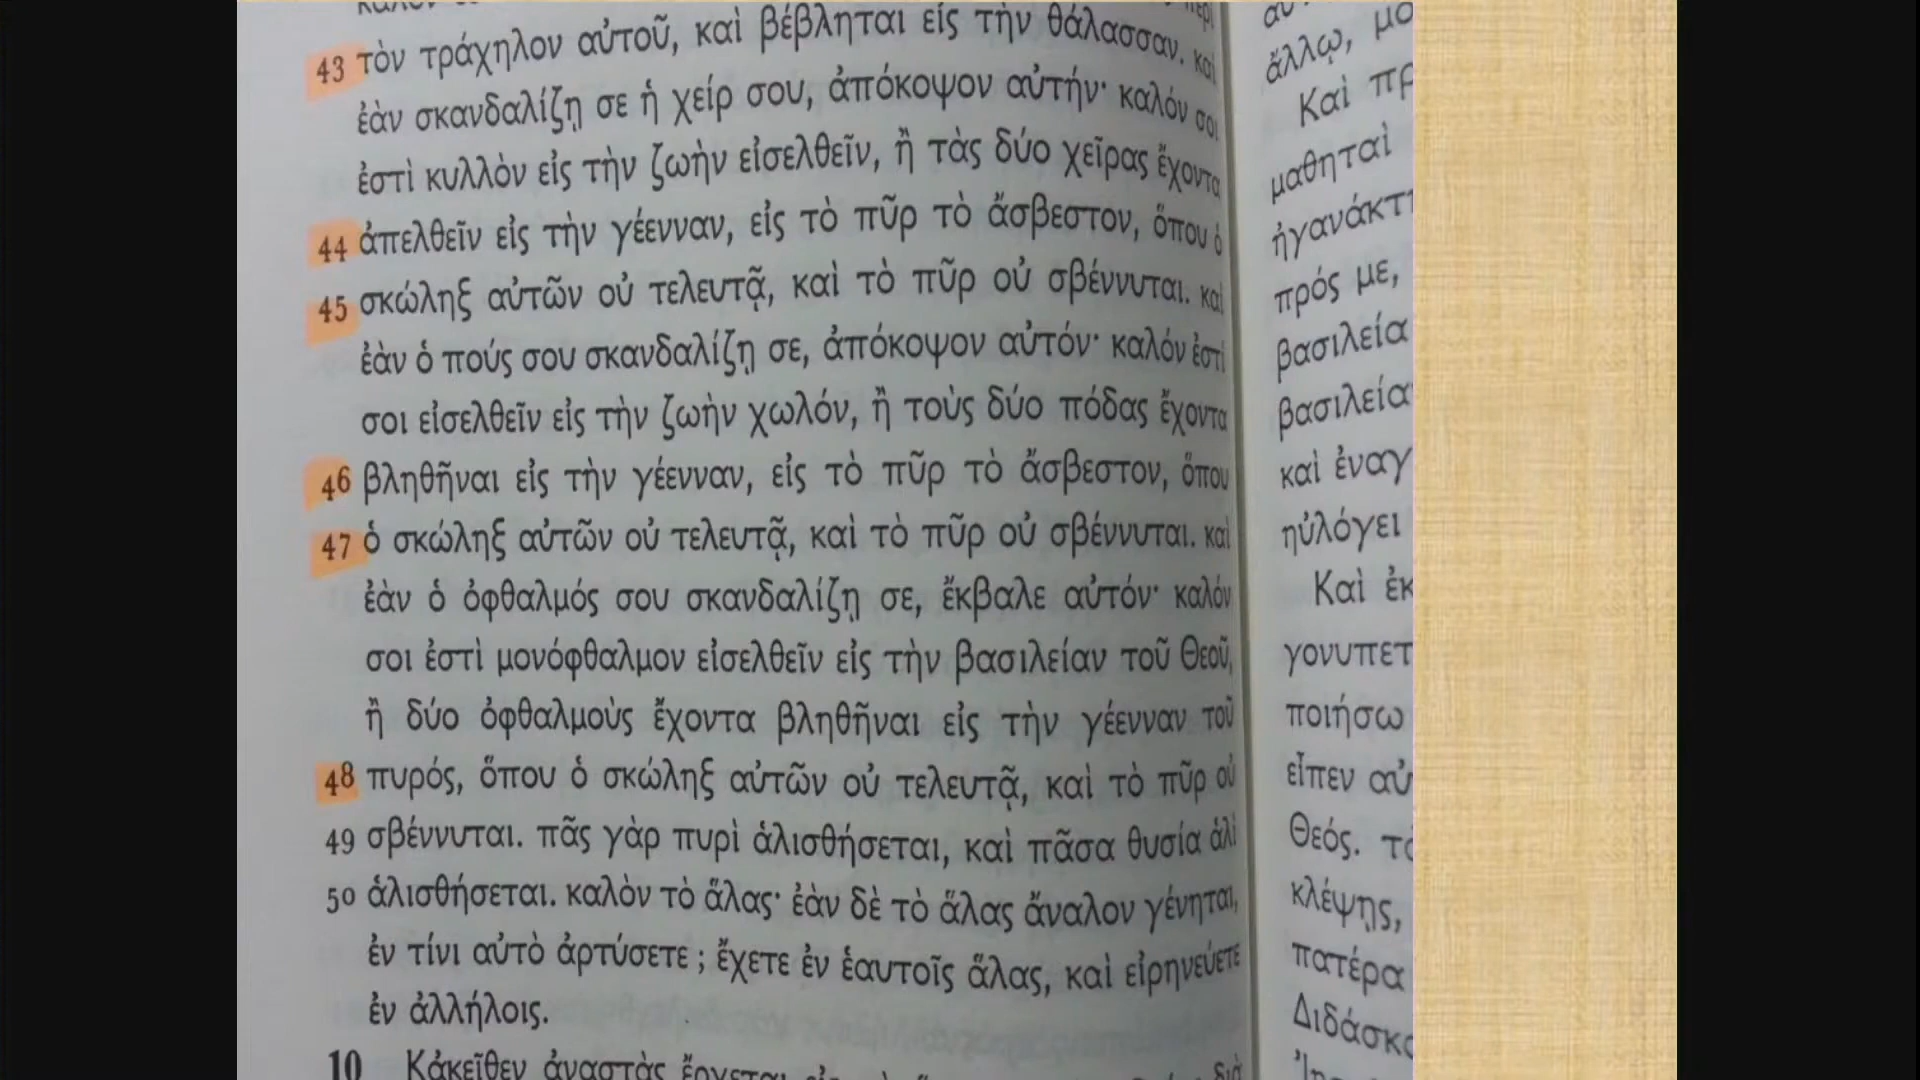 43 τὸν τράχηλον αὐτοῦ, καὶ βέβληται εἰς τὴν θάλασσαν. καὶ
ἐὰν σκανδαλίζῃ σε ἡ χείρ σου, ἀπόκοψον αὐτήν· καλόν σοι
ἐστὶ κυλλὸν εἰς τὴν ζωὴν εἰσελθεῖν, ἢ τὰς δύο χεῖρας ἔχοντα
44 ἀπελθεῖν εἰς τὴν γέενναν, εἰς τὸ πῦρ τὸ ἄσβεστον, ὅπου ὁ
45 σκώληξ αὐτῶν οὐ τελευτᾷ, καὶ τὸ πῦρ οὐ σβέννυται. καὶ
ἐὰν ὁ πούς σου σκανδαλίζῃ σε, ἀπόκοψον αὐτόν· καλόν ἐστί
σοι εἰσελθεῖν εἰς τὴν ζωὴν χωλόν, ἢ τοὺς δύο πόδας ἔχοντα
46 βληθῆναι εἰς τὴν γέενναν, εἰς τὸ πῦρ τὸ ἄσβεστον, ὅπου
47 ὁ σκώληξ αὐτῶν οὐ τελευτᾷ, καὶ τὸ πῦρ οὐ σβέννυται. καὶ
ἐὰν ὁ ὀφθαλμός σου σκανδαλίζῃ σε, ἔκβαλε αὐτόν· καλόν
σοι ἐστὶ μονόφθαλμον εἰσελθεῖν εἰς τὴν βασιλείαν τοῦ Θεοῦ,
ἢ δύο ὀφθαλμοὺς ἔχοντα βληθῆναι εἰς τὴν γέενναν τοῦ
48 πυρός, ὅπου ὁ σκώληξ αὐτῶν οὐ τελευτᾷ, καὶ τὸ πῦρ οὐ
49 σβέννυται. πᾶς γὰρ πυρὶ ἁλισθήσεται, καὶ πᾶσα θυσία ἁλὶ
50 ἁλισθήσεται. καλὸν τὸ ἅλας· ἐὰν δὲ τὸ ἅλας ἄναλον γένηται,
ἐν τίνι αὐτὸ ἀρτύσετε; ἔχετε ἐν ἑαυτοῖς ἅλας, καὶ εἰρηνεύετε
ἐν ἀλλήλοις.
10 Κἀκεῖθεν ἀναστὰς ἔρχεται
ἄλλῳ,
Καὶ
μαθηταὶ
πρός με,
βασιλεία
καὶ
ηὐλόγει
Καὶ
ποιήσω
εἶπεν
Θεός.
κλέψῃς,
πατέρα